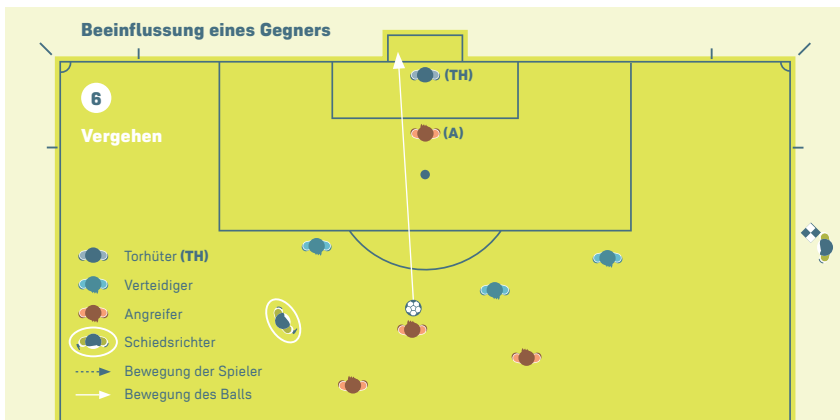 Beeinflussung eines Gegners
6
Vergehen
(TH)
(A)
Torhüter (TH)
Verteidiger
Angreifer
Schiedsrichter
Bewegung der Spieler
Bewegung des Balls